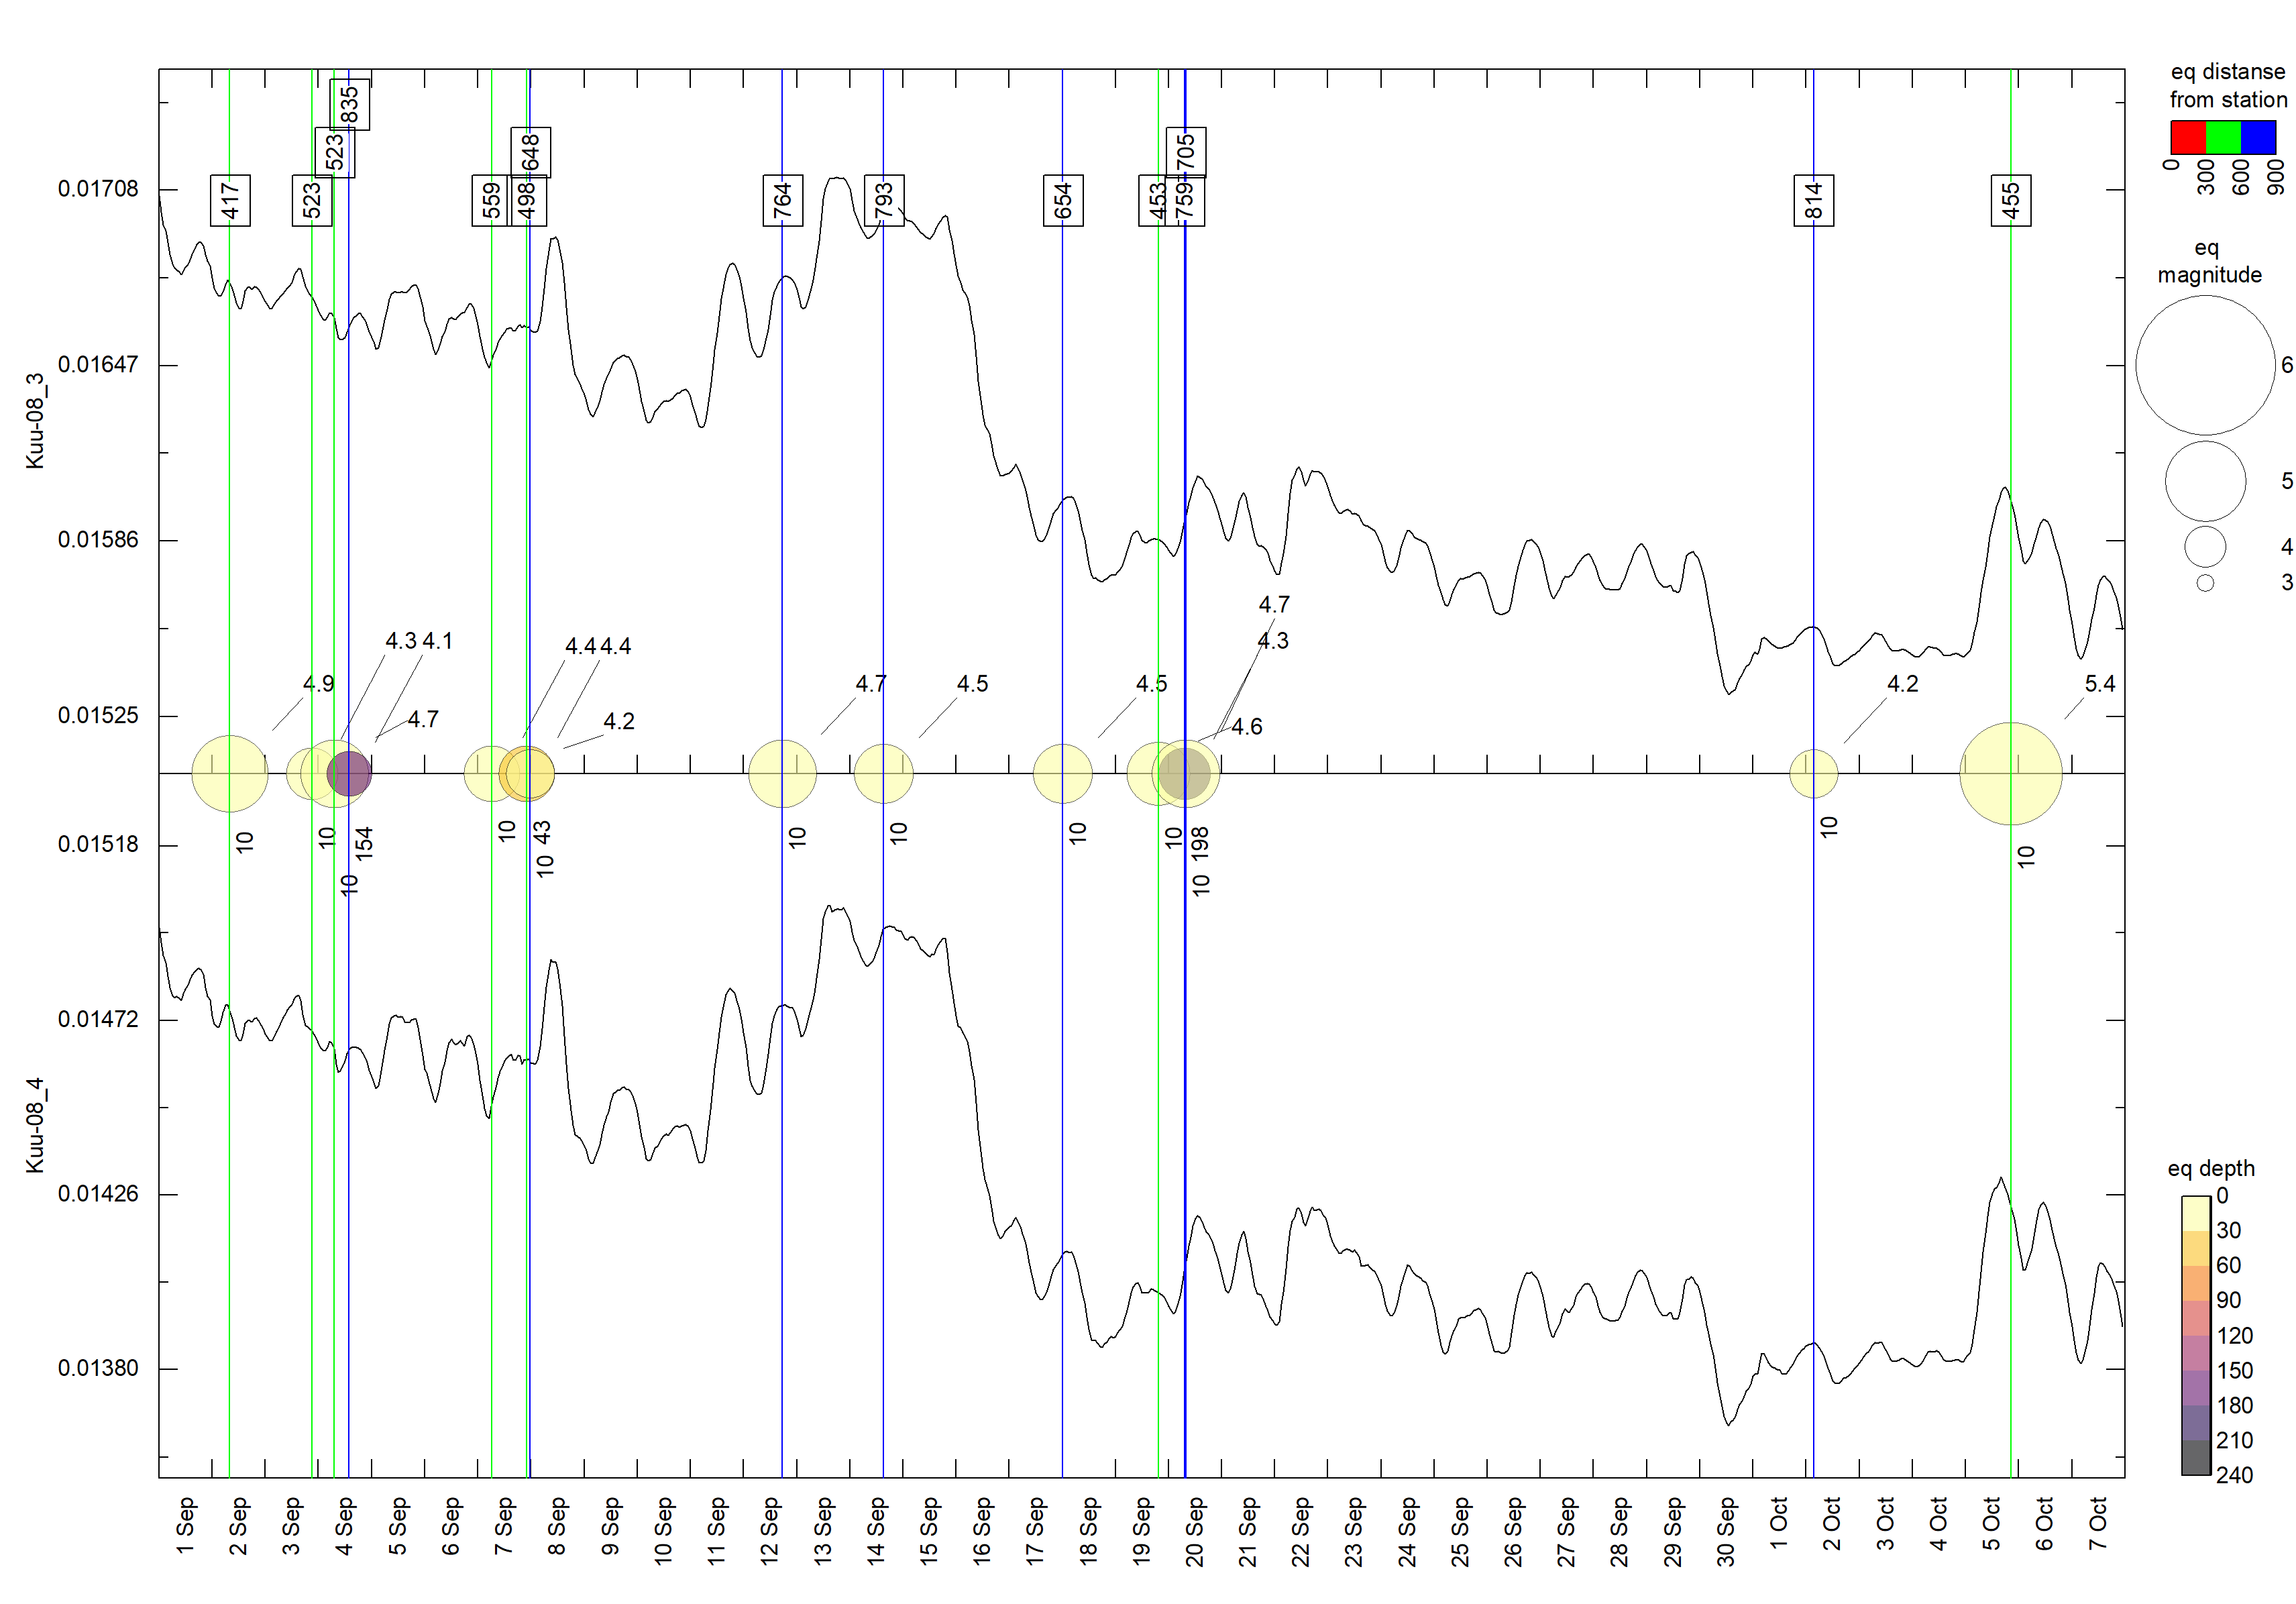 eq distanse
from station
0
300
600
900
eq
magnitude
6
5
4
3
835
523
648
705
417
523
559
498
764
793
654
453
759
814
455
Kuu-08_3
0.01708
0.01647
0.01586
0.01525
4.7
4.3
4.1
4.4
4.4
4.3
4.9
4.7
4.5
4.5
4.2
5.4
4.7
4.2
4.6
10
10
154
10
10
43
10
10
10
10
10
198
10
10
10
Kuu-08_4
0.01518
0.01472
0.01426
0.01380
eq depth
0
30
60
90
120
150
180
210
240
1 Sep
2 Sep
3 Sep
4 Sep
5 Sep
6 Sep
7 Sep
8 Sep
9 Sep
10 Sep
11 Sep
12 Sep
13 Sep
14 Sep
15 Sep
16 Sep
17 Sep
18 Sep
19 Sep
20 Sep
21 Sep
22 Sep
23 Sep
24 Sep
25 Sep
26 Sep
27 Sep
28 Sep
29 Sep
30 Sep
1 Oct
2 Oct
3 Oct
4 Oct
5 Oct
6 Oct
7 Oct